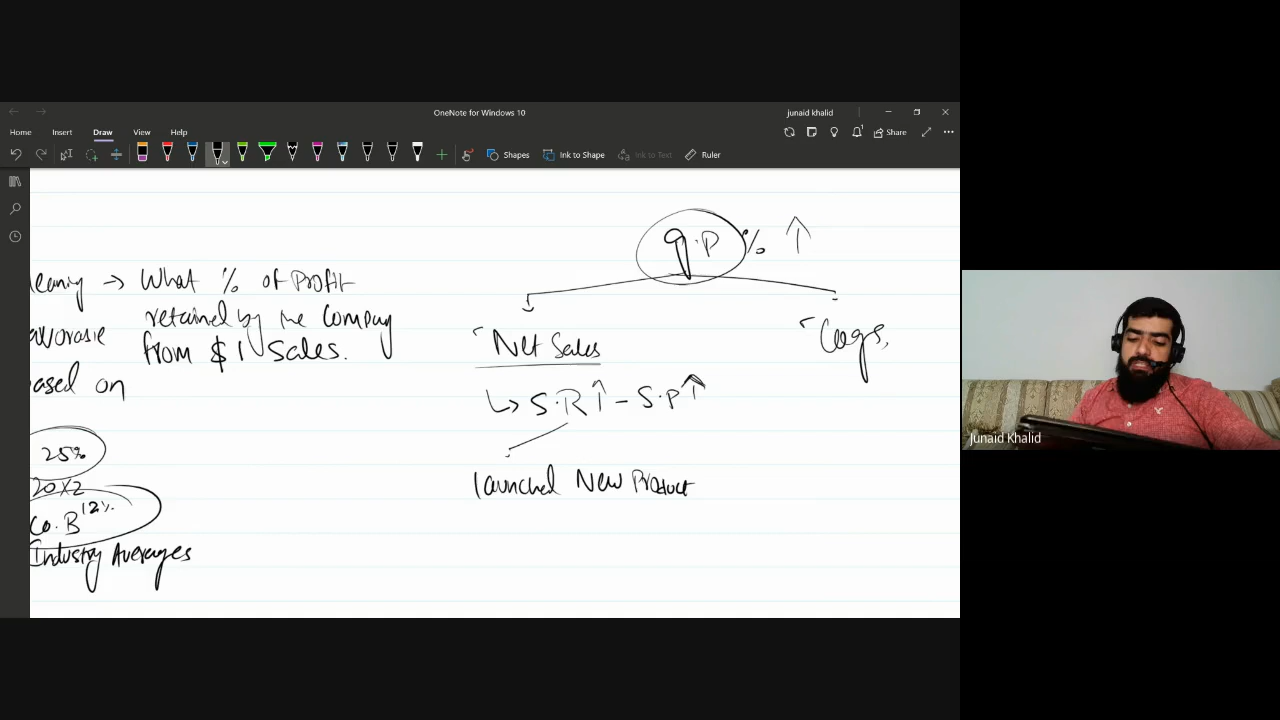 OneNote for Windows 10
junaid khalid
Home Insert Draw View Help
Share
Shapes Ink to Shape Ink to Text Ruler
eaning → What % of Profit
retained by the Company
from $1 Sales.
avorable
ased on
25%
20X2
Co. B 12%
Industry Averages
G.P % ↑
Net Sales
Cogs,
↳ S.R ↑ - S.P ↑
launched New Product
Junaid Khalid